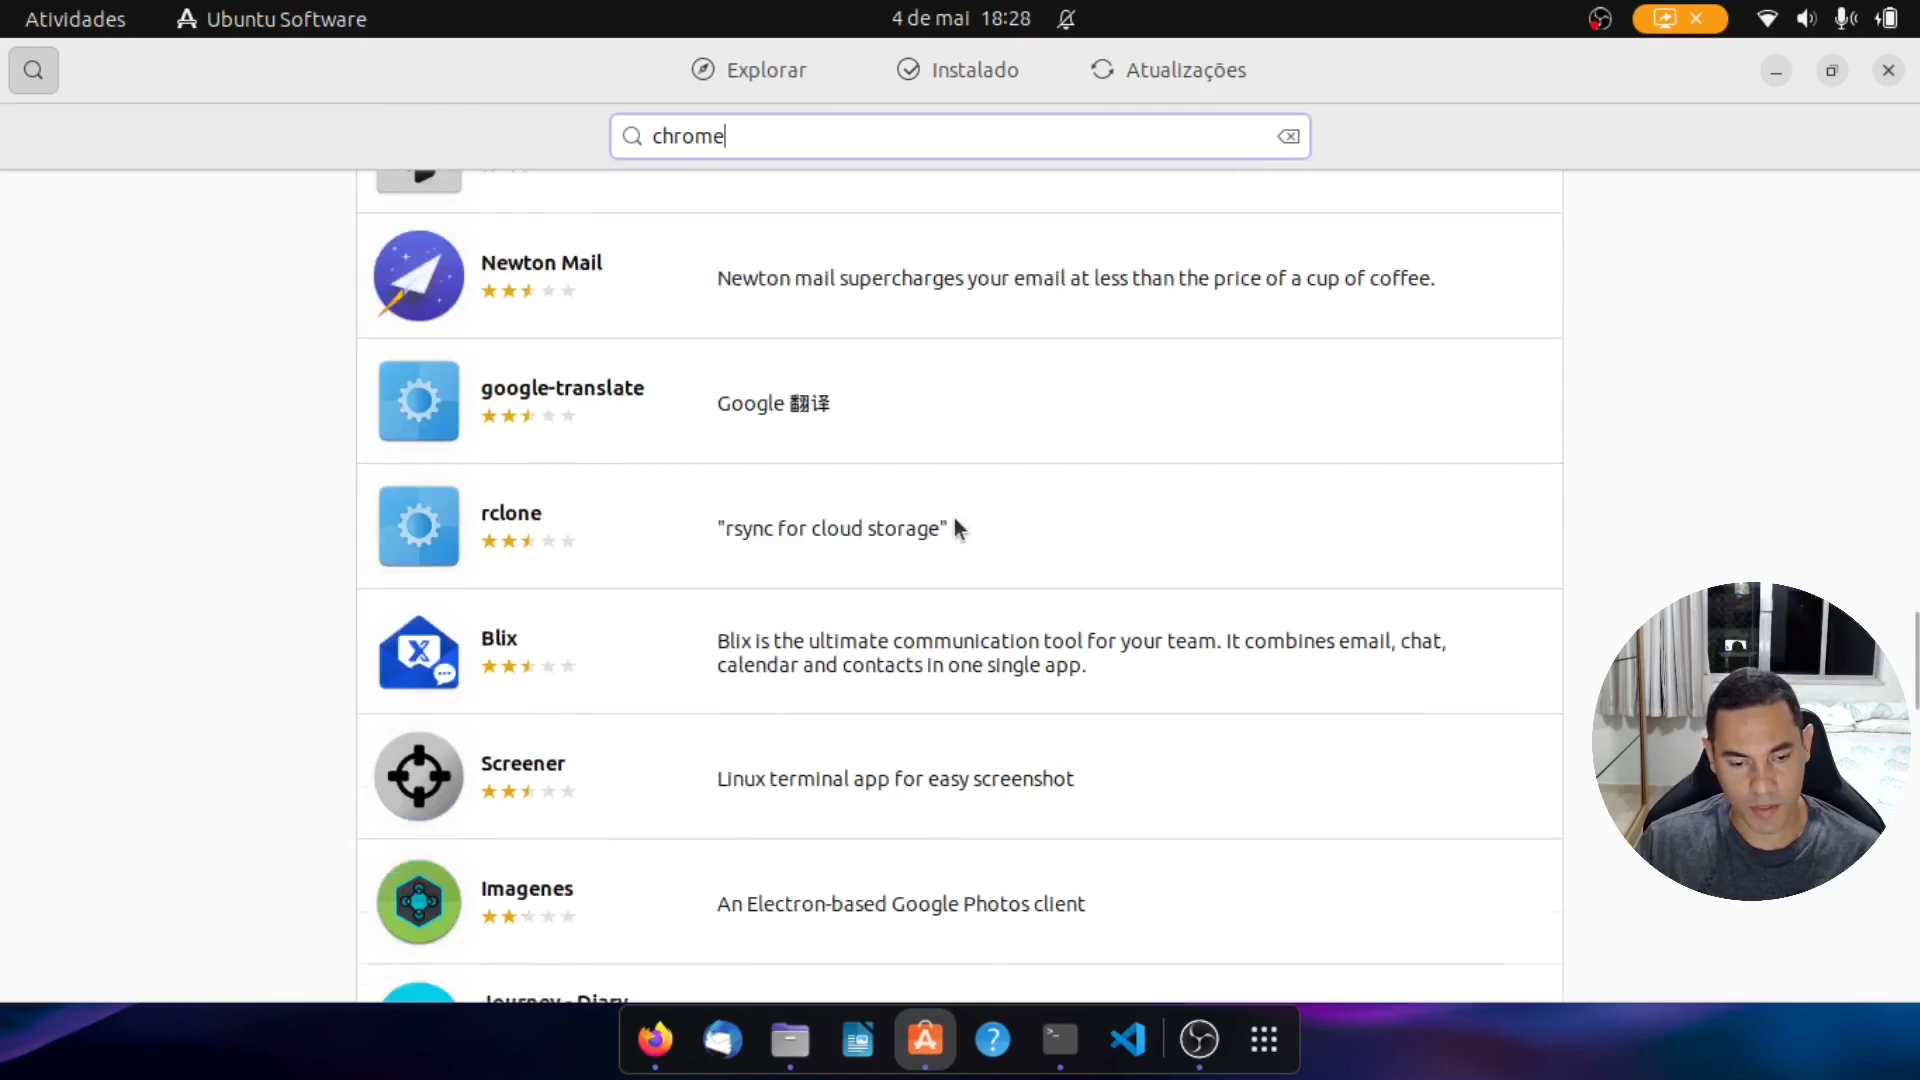 Atividades
Ubuntu Software
4 de mai 18:28
Explorar
Instalado
Atualizações
chrome
Newton Mail
Newton mail supercharges your email at less than the price of a cup of coffee.
google-translate
Google 翻译
rclone
"rsync for cloud storage"
Blix
Blix is the ultimate communication tool for your team. It combines email, chat,
calendar and contacts in one single app.
Screener
Linux terminal app for easy screenshot
Imagenes
An Electron-based Google Photos client
Journey - Diary